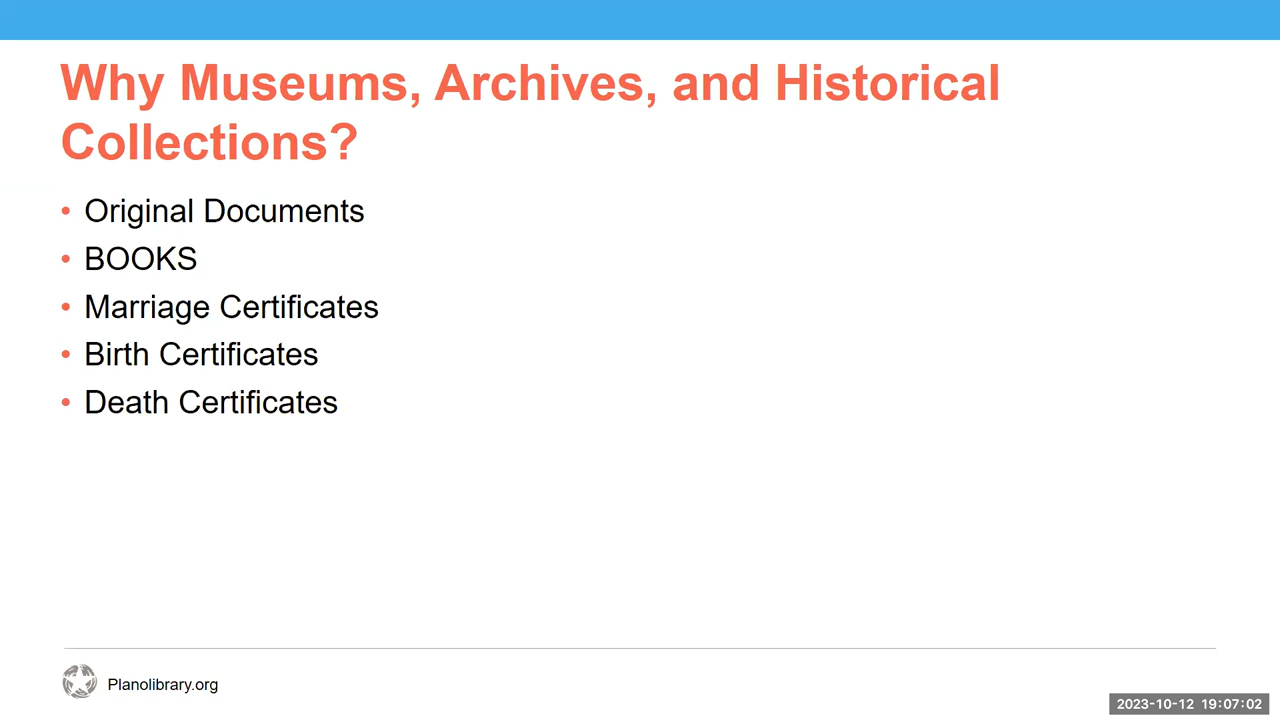 Why Museums, Archives, and Historical
Collections?
• Original Documents
• BOOKS
• Marriage Certificates
• Birth Certificates
• Death Certificates
Planolibrary.org
2023-10-12 19:07:02